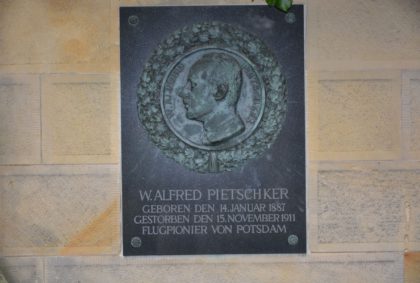 W. ALFRED PIETSCHKER
GEBOREN DEN 14. JANUAR 1887
GESTORBEN DEN 15. NOVEMBER 1911
FLUGPIONIER VON POTSDAM